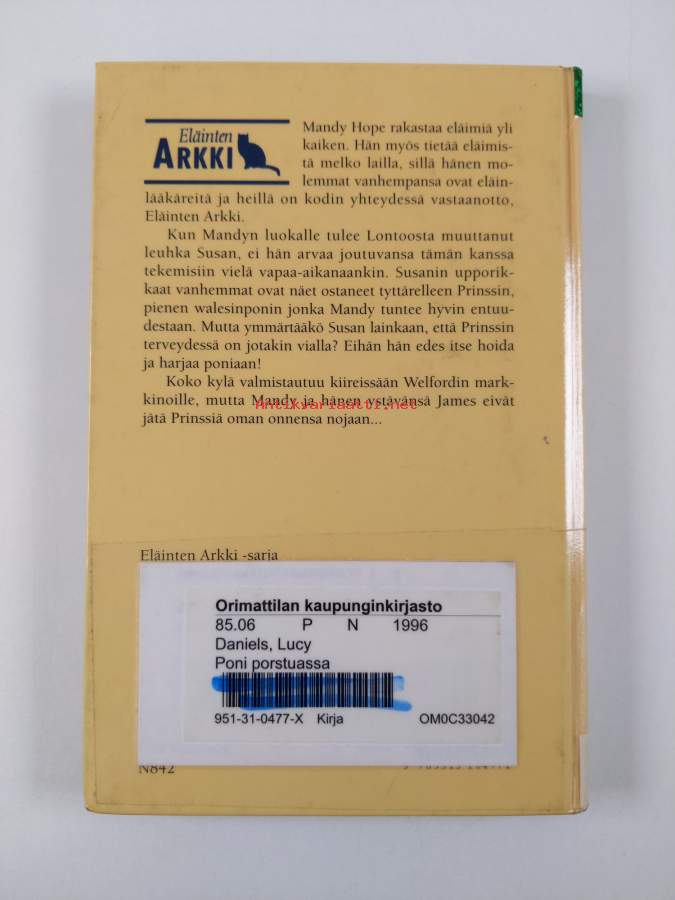 Eläinten
ARKKI
Mandy Hope rakastaa eläimiä yli
kaiken. Hän myös tietää eläimis-
tä melko lailla, sillä hänen mo-
lemmat vanhempansa ovat eläin-
lääkäreitä ja heillä on kodin yhteydessä vastaanotto,
Eläinten Arkki.
Kun Mandyn luokalle tulee Lontoosta muuttanut
leuhka Susan, ei hän arvaa joutuvansa tämän kanssa
tekemisiin vielä vapaa-aikanaankin. Susanin upporik-
kaat vanhemmat ovat näet ostaneet tyttärelleen Prinssin,
pienen walesinponin jonka Mandy tuntee hyvin entuu-
destaan. Mutta ymmärtääkö Susan lainkaan, että Prinssin
terveydessä on jotakin vialla? Eihän hän edes itse hoida
ja harjaa poniaan!
Koko kylä valmistautuu kiireissään Welfordin mark-
kinoille, mutta Mandy ja hänen ystävänsä James eivät
jätä Prinssiä oman onnensa nojaan...
Antikvariaatti.net
Eläinten Arkki -sarja
Orimattilan kaupunginkirjasto
85.06 P N 1996
Daniels, Lucy
Poni porstuassa
951-31-0477-X Kirja OM0C33042
N842